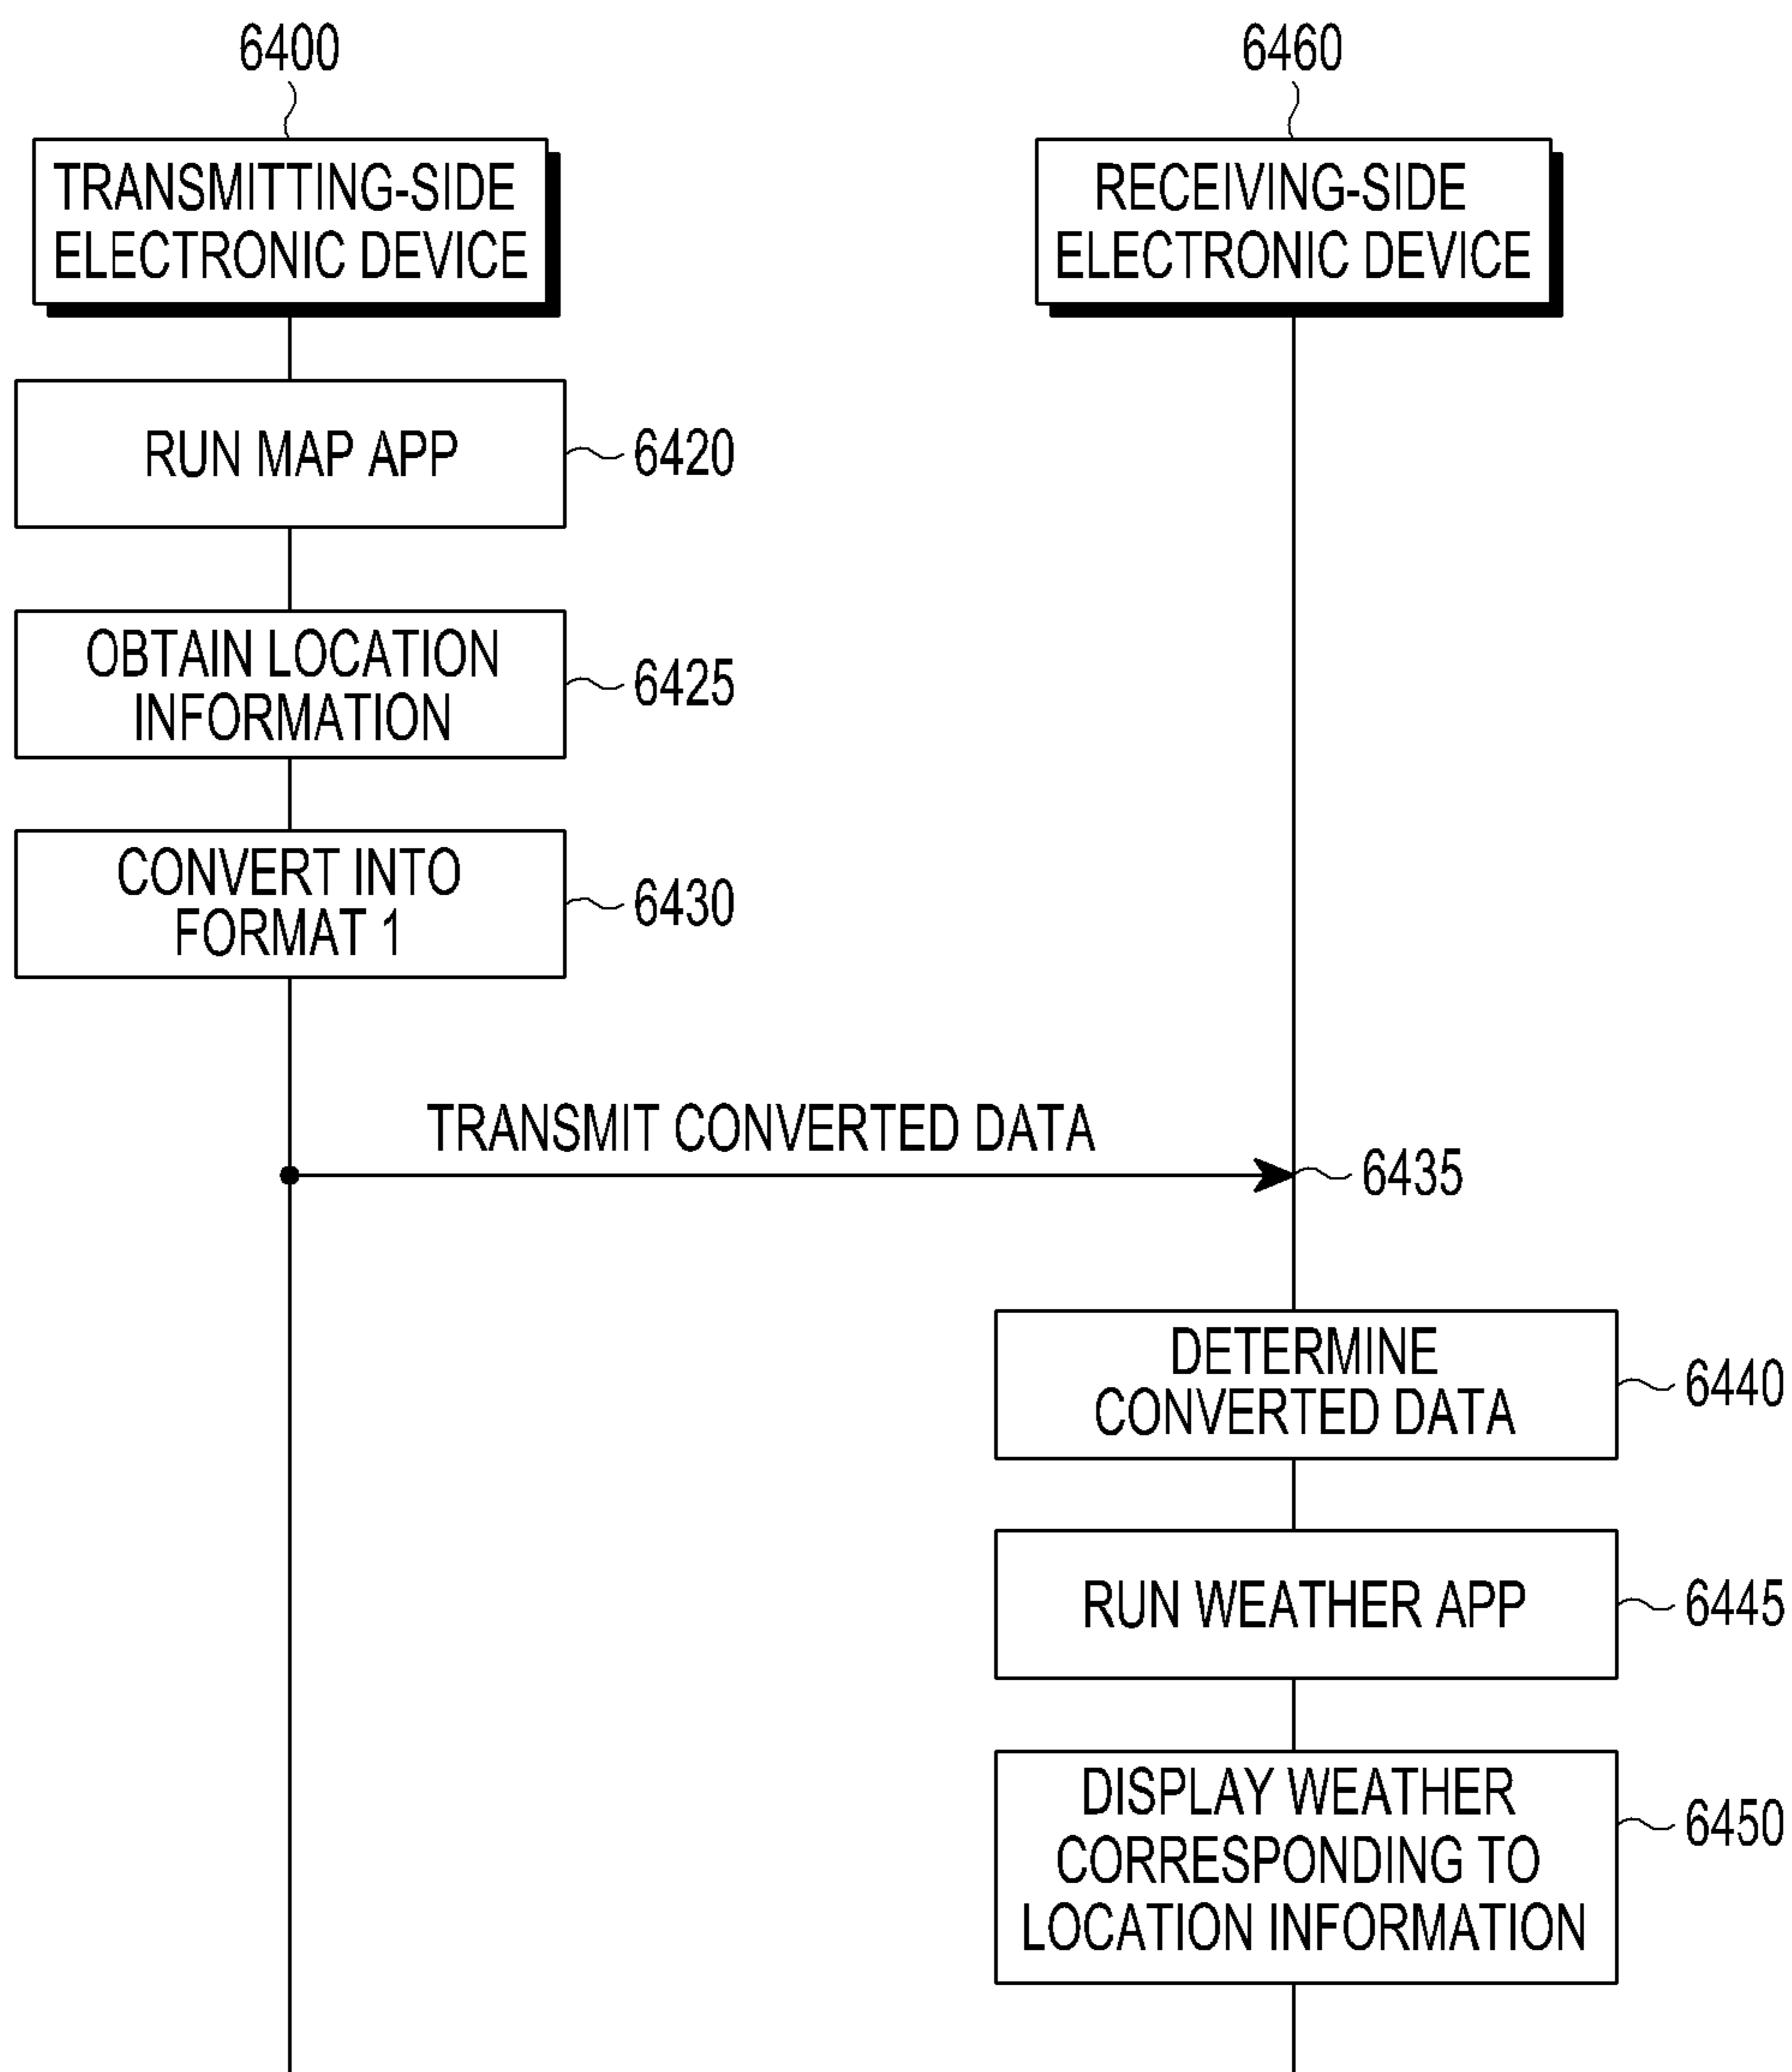 6400
6460
TRANSMITTING-SIDE
ELECTRONIC DEVICE
RECEIVING-SIDE
ELECTRONIC DEVICE
RUN MAP APP
6420
OBTAIN LOCATION
INFORMATION
6425
CONVERT INTO
FORMAT 1
6430
TRANSMIT CONVERTED DATA
6435
DETERMINE
CONVERTED DATA
6440
RUN WEATHER APP
6445
DISPLAY WEATHER
CORRESPONDING TO
LOCATION INFORMATION
6450